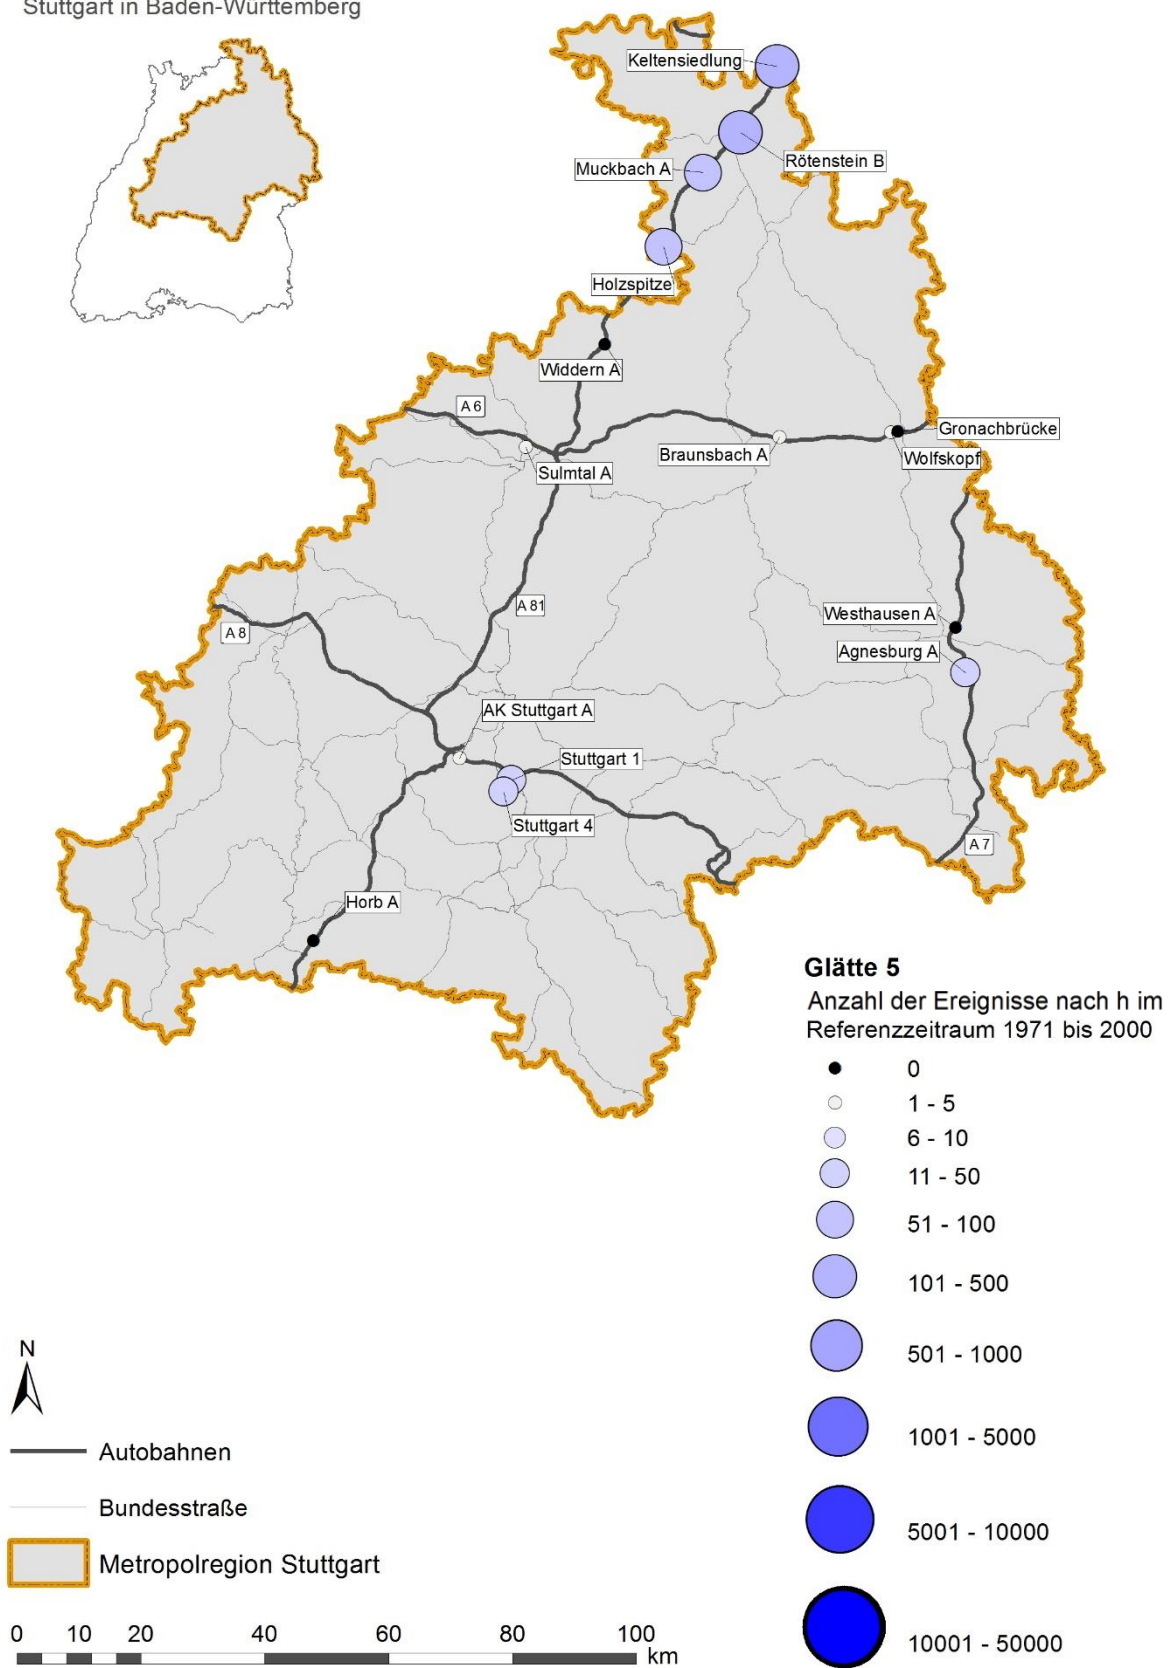 Stuttgart in Baden-Württemberg
Keltensiedlung
Rötenstein B
Muckbach A
Holzspitze
Widdern A
A 6
Gronachbrücke
Braunsbach A
Wolfskopf
Sulmtal A
A 81
Westhausen A
A 8
Agnesburg A
AK Stuttgart A
Stuttgart 1
Stuttgart 4
A 7
Horb A
Glätte 5
Anzahl der Ereignisse nach h im
Referenzzeitraum 1971 bis 2000
0
1 - 5
6 - 10
11 - 50
51 - 100
101 - 500
501 - 1000
1001 - 5000
5001 - 10000
10001 - 50000
N
Autobahnen
Bundesstraße
Metropolregion Stuttgart
0 10 20 40 60 80 100
km